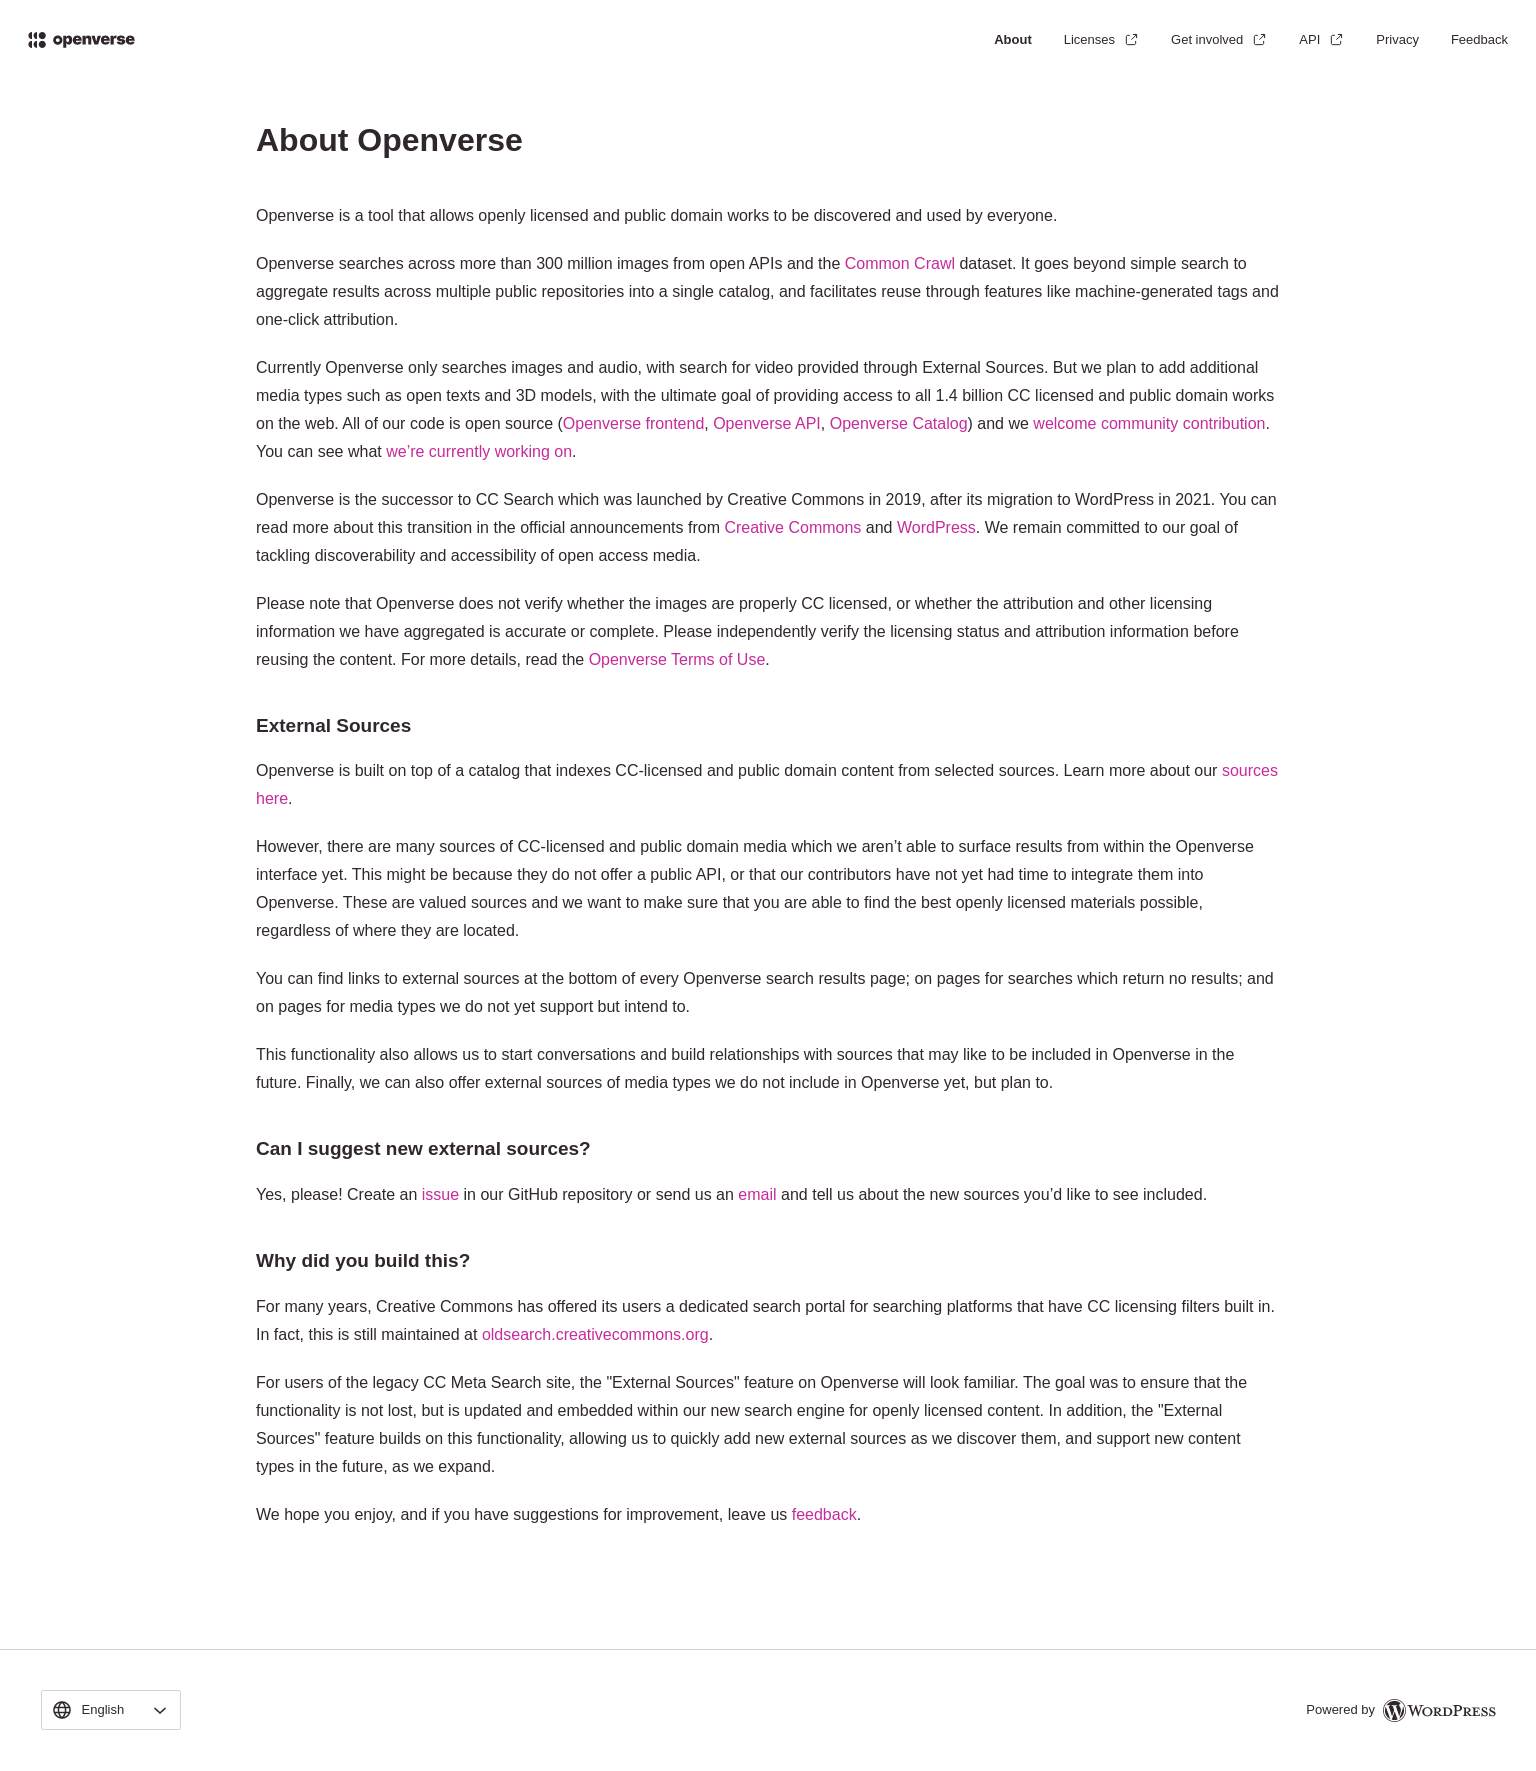 openverse
About
Licenses
Get involved
API
Privacy
Feedback
About Openverse
Openverse is a tool that allows openly licensed and public domain works to be discovered and used by everyone.
Openverse searches across more than 300 million images from open APIs and the Common Crawl dataset. It goes beyond simple search to
aggregate results across multiple public repositories into a single catalog, and facilitates reuse through features like machine-generated tags and
one-click attribution.
Currently Openverse only searches images and audio, with search for video provided through External Sources. But we plan to add additional
media types such as open texts and 3D models, with the ultimate goal of providing access to all 1.4 billion CC licensed and public domain works
on the web. All of our code is open source (Openverse frontend, Openverse API, Openverse Catalog) and we welcome community contribution.
You can see what we’re currently working on.
Openverse is the successor to CC Search which was launched by Creative Commons in 2019, after its migration to WordPress in 2021. You can
read more about this transition in the official announcements from Creative Commons and WordPress. We remain committed to our goal of
tackling discoverability and accessibility of open access media.
Please note that Openverse does not verify whether the images are properly CC licensed, or whether the attribution and other licensing
information we have aggregated is accurate or complete. Please independently verify the licensing status and attribution information before
reusing the content. For more details, read the Openverse Terms of Use.
External Sources
Openverse is built on top of a catalog that indexes CC-licensed and public domain content from selected sources. Learn more about our sources
here.
However, there are many sources of CC-licensed and public domain media which we aren’t able to surface results from within the Openverse
interface yet. This might be because they do not offer a public API, or that our contributors have not yet had time to integrate them into
Openverse. These are valued sources and we want to make sure that you are able to find the best openly licensed materials possible,
regardless of where they are located.
You can find links to external sources at the bottom of every Openverse search results page; on pages for searches which return no results; and
on pages for media types we do not yet support but intend to.
This functionality also allows us to start conversations and build relationships with sources that may like to be included in Openverse in the
future. Finally, we can also offer external sources of media types we do not include in Openverse yet, but plan to.
Can I suggest new external sources?
Yes, please! Create an issue in our GitHub repository or send us an email and tell us about the new sources you’d like to see included.
Why did you build this?
For many years, Creative Commons has offered its users a dedicated search portal for searching platforms that have CC licensing filters built in.
In fact, this is still maintained at oldsearch.creativecommons.org.
For users of the legacy CC Meta Search site, the "External Sources" feature on Openverse will look familiar. The goal was to ensure that the
functionality is not lost, but is updated and embedded within our new search engine for openly licensed content. In addition, the "External
Sources" feature builds on this functionality, allowing us to quickly add new external sources as we discover them, and support new content
types in the future, as we expand.
We hope you enjoy, and if you have suggestions for improvement, leave us feedback.
English
Powered by WORDPRESS